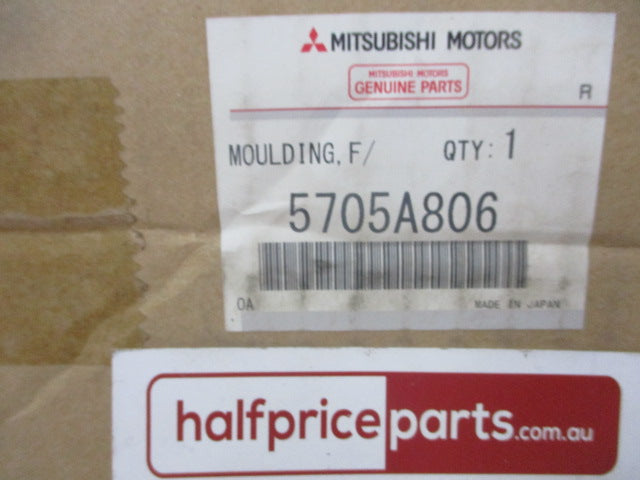 MITSUBISHI MOTORS
MITSUBISHI MOTORS
GENUINE PARTS
R
MOULDING, F/ QTY: 1
5705A806
OA MADE IN JAPAN
halfpriceparts.com.au